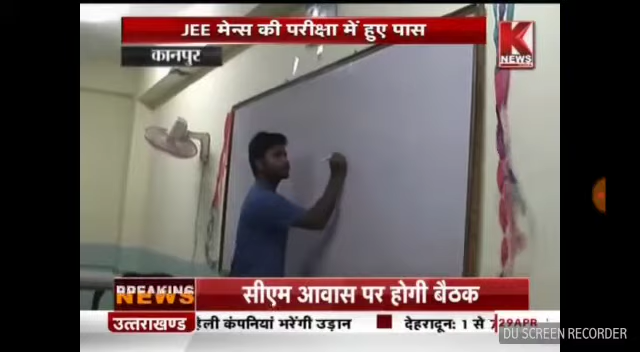 JEE मेन्स की परीक्षा में हुए पास
कानपुर
K
NEWS
BREAKING
NEWS
सीएम आवास पर होगी बैठक
उत्तराखण्ड
हेली कंपनियां भरेंगी उड़ान
देहरादून: 1 से
29APR
DU SCREEN RECORDER